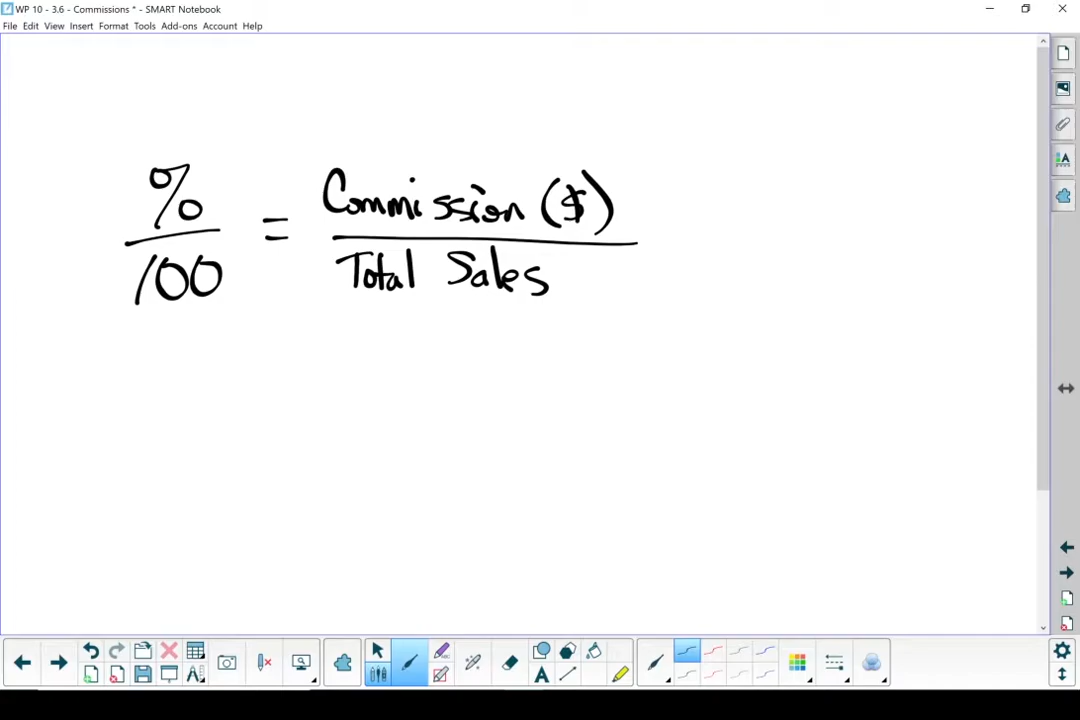 WP 10 - 3.6 - Commissions * - SMART Notebook
File Edit View Insert Format Tools Add-ons Account Help
% = Commission ($)
100 Total Sales